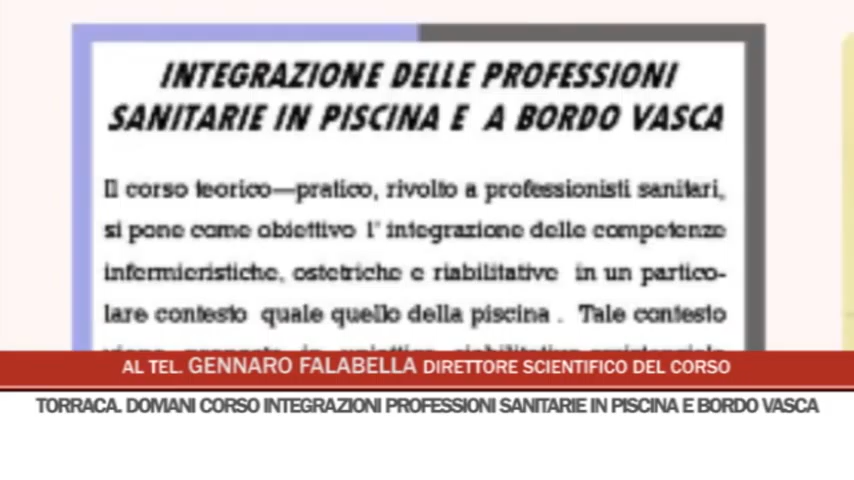 INTEGRAZIONE DELLE PROFESSIONI
SANITARIE IN PISCINA E A BORDO VASCA
Il corso teorico—pratico, rivolto a professionisti sanitari,
si pone come obiettivo l' integrazione delle competenze
infermieristiche, ostetriche e riabilitative in un partico-
lare contesto quale quello della piscina . Tale contesto
AL TEL. GENNARO FALABELLA DIRETTORE SCIENTIFICO DEL CORSO
TORRACA. DOMANI CORSO INTEGRAZIONI PROFESSIONI SANITARIE IN PISCINA E BORDO VASCA